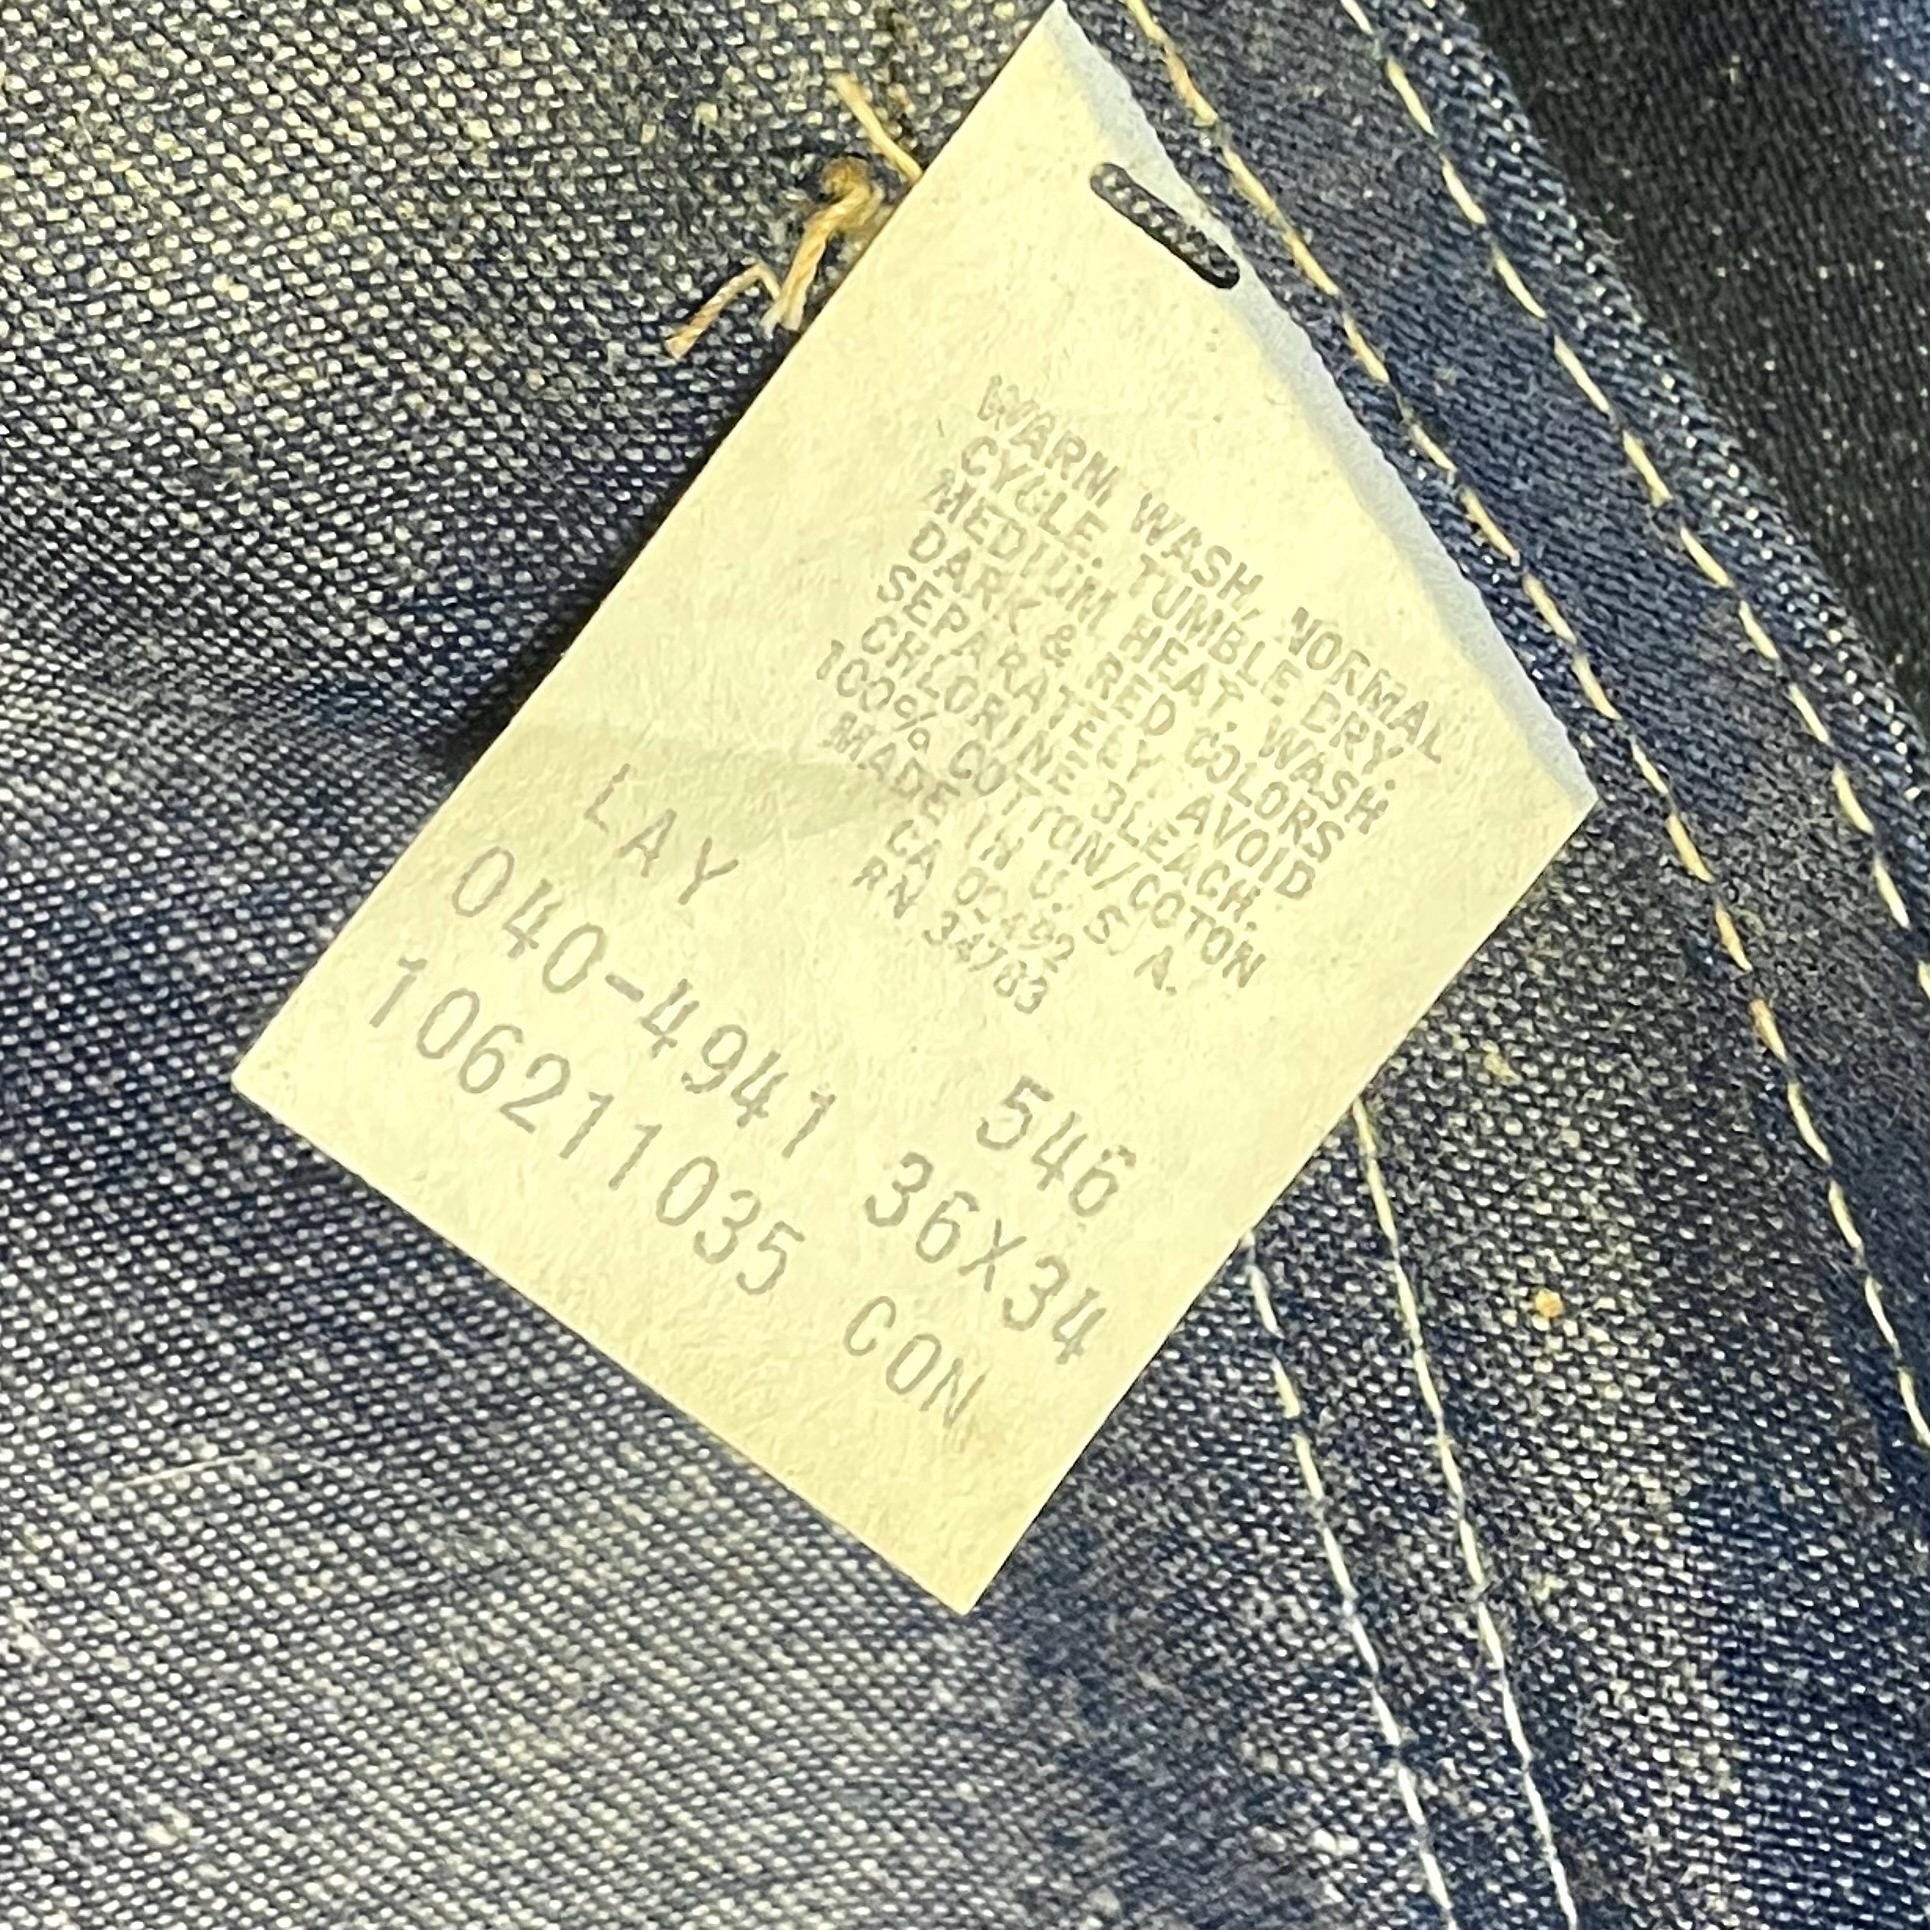 WARM WASH, NORMAL
CYCLE. TUMBLE DRY.
MEDIUM HEAT. WASH
DARK & RED COLORS
SEPARATELY AVOID
CHLORINE BLEACH.
100% COTTON/COTON
MADE IN U.S.A.
CA 00492
RN 34783
LAY 546
040-4941 36X34
106211035 CON